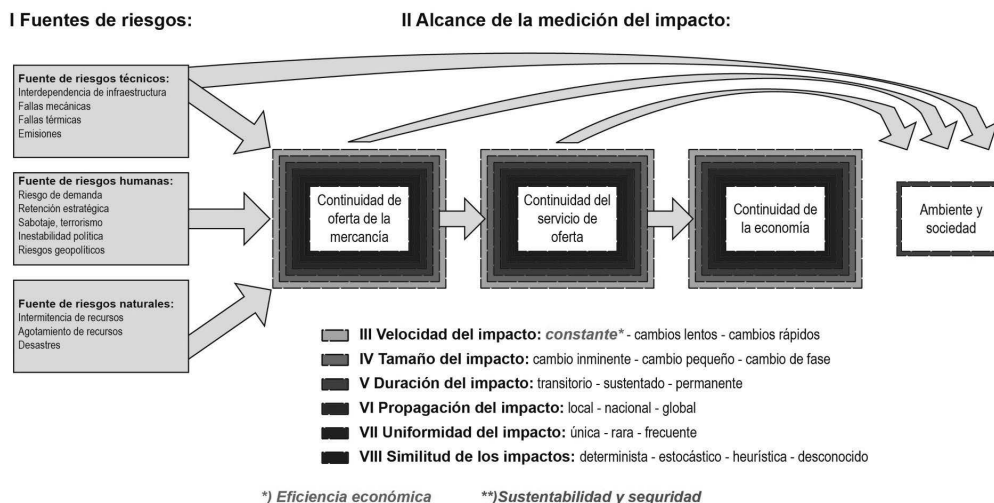 I Fuentes de riesgos:
II Alcance de la medición del impacto:
Fuente de riesgos técnicos:
Interdependencia de infraestructura
Fallas mecánicas
Fallas térmicas
Emisiones
Fuente de riesgos humanas:
Riesgo de demanda
Retención estratégica
Sabotaje, terrorismo
Inestabilidad política
Riesgos geopolíticos
Fuente de riesgos naturales:
Intermitencia de recursos
Agotamiento de recursos
Desastres
Continuidad de
oferta de la
mercancía
Continuidad del
servicio de
oferta
Continuidad de
la economía
Ambiente y
sociedad
III Velocidad del impacto: constante* - cambios lentos - cambios rápidos
IV Tamaño del impacto: cambio inminente - cambio pequeño - cambio de fase
V Duración del impacto: transitorio - sustentado - permanente
VI Propagación del impacto: local - nacional - global
VII Uniformidad del impacto: única - rara - frecuente
VIII Similitud de los impactos: determinista - estocástico - heurística - desconocido
*) Eficiencia económica **)Sustentabilidad y seguridad